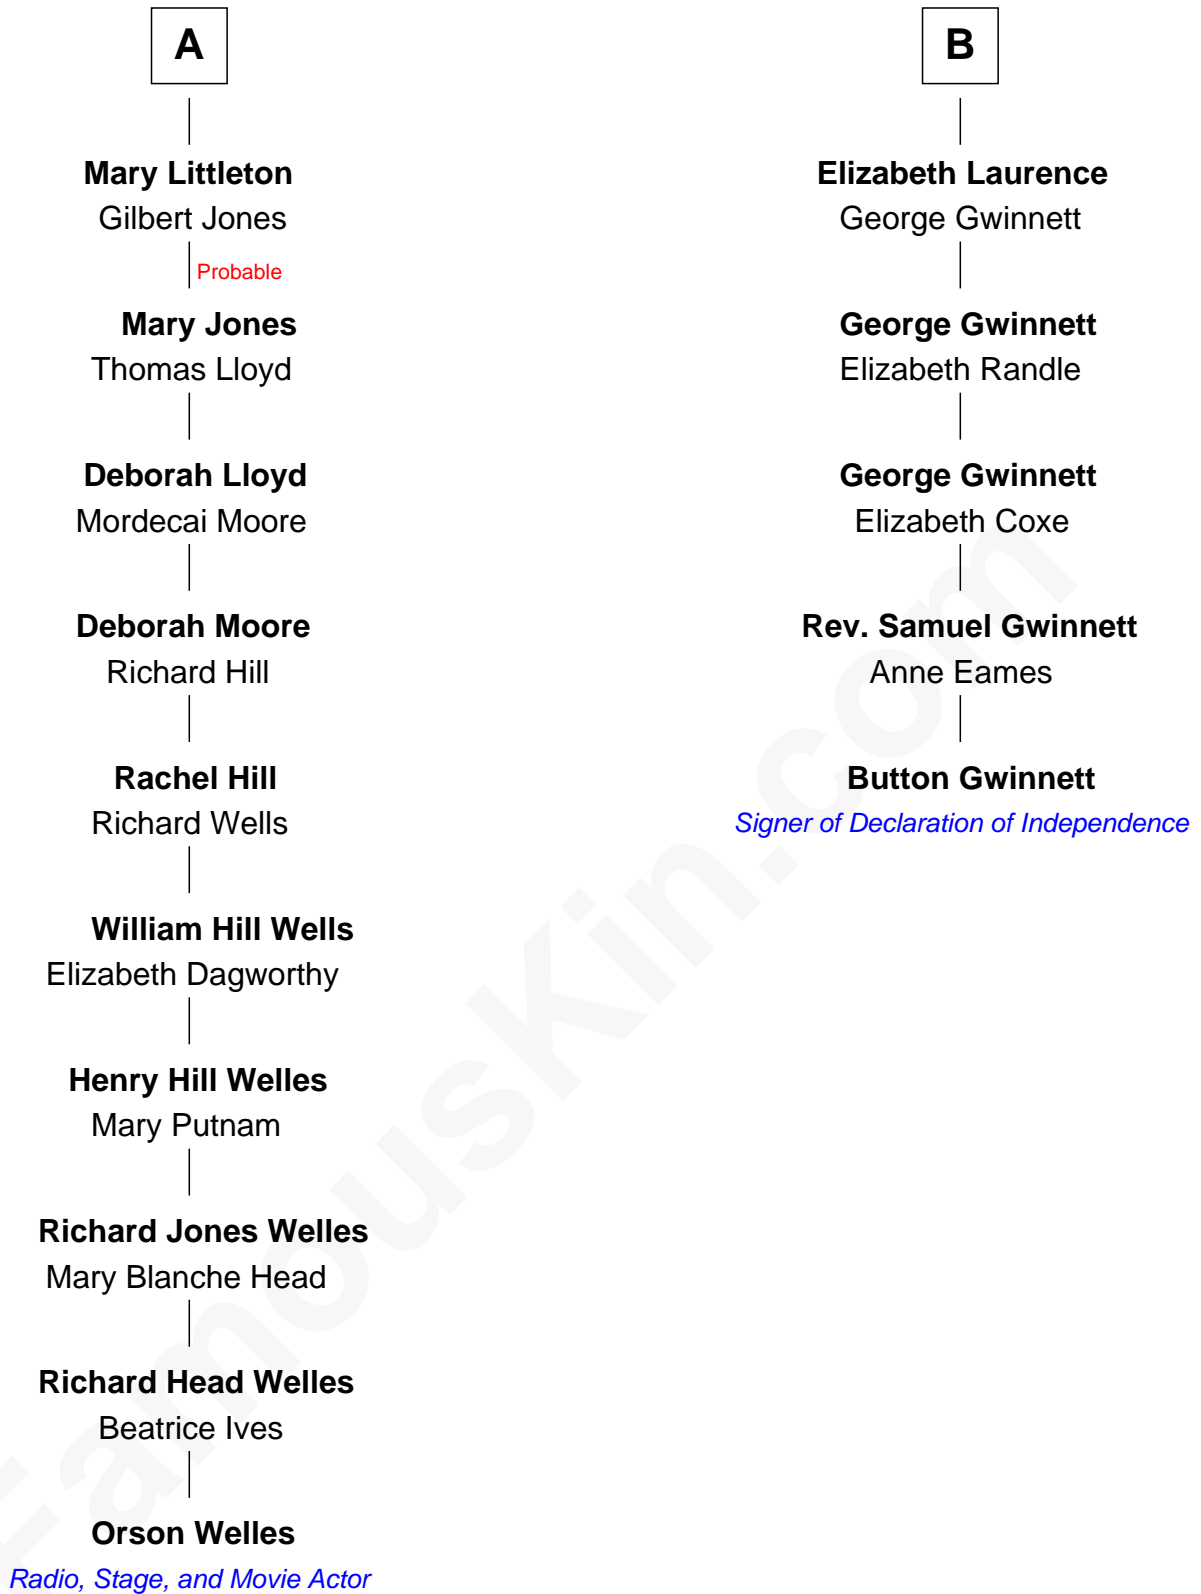 A
Mary Littleton
Gilbert Jones
Probable
Mary Jones
Thomas Lloyd
Deborah Lloyd
Mordecai Moore
Deborah Moore
Richard Hill
Rachel Hill
Richard Wells
William Hill Wells
Elizabeth Dagworthy
Henry Hill Welles
Mary Putnam
Richard Jones Welles
Mary Blanche Head
Richard Head Welles
Beatrice Ives
Orson Welles
Radio, Stage, and Movie Actor
B
Elizabeth Laurence
George Gwinnett
George Gwinnett
Elizabeth Randle
George Gwinnett
Elizabeth Coxe
Rev. Samuel Gwinnett
Anne Eames
Button Gwinnett
Signer of Declaration of Independence
FamousKin.com